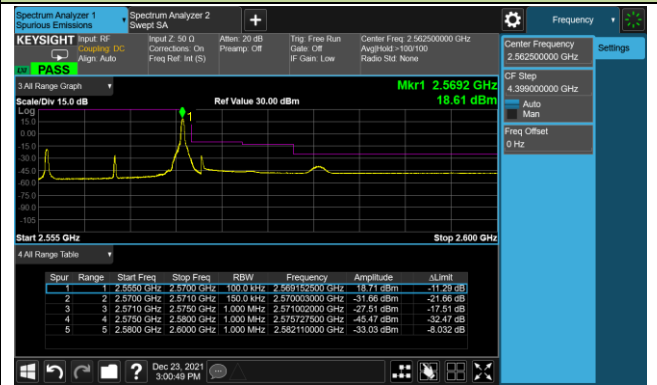 Spectrum Analyzer 1
Spurious Emissions
Spectrum Analyzer 2
Swept SA
+
Frequency
KEYSIGHT
Input: RF
Coupling: DC
Align: Auto
Input Z: 50 Ω
Corrections: On
Freq Ref: Int (S)
Atten: 20 dB
Preamp: Off
Trig: Free Run
Gate: Off
IF Gain: Low
Center Freq: 2.562500000 GHz
Avg|Hold:>100/100
Radio Std: None
PASS
3 All Range Graph
Mkr1 2.5692 GHz
Scale/Div 15.0 dB
Ref Value 30.00 dBm
18.61 dBm
Log
15.0
0.00
-15.0
-30.0
-45.0
-60.0
-75.0
-90.0
-105
1
Start 2.555 GHz
Stop 2.600 GHz
4 All Range Table
Spur Range Start Freq Stop Freq RBW Frequency Amplitude ΔLimit
1 1 2.5550 GHz 2.5700 GHz 100.0 kHz 2.569152500 GHz 18.71 dBm -11.29 dB
2 2 2.5700 GHz 2.5710 GHz 150.0 kHz 2.570003000 GHz -31.66 dBm -21.66 dB
3 3 2.5710 GHz 2.5750 GHz 1.000 MHz 2.571002000 GHz -27.51 dBm -17.51 dB
4 4 2.5750 GHz 2.5800 GHz 1.000 MHz 2.575727500 GHz -45.47 dBm -32.47 dB
5 5 2.5800 GHz 2.6000 GHz 1.000 MHz 2.582110000 GHz -33.03 dBm -8.032 dB
Dec 23, 2021
3:00:49 PM
?
Center Frequency
2.562500000 GHz
Settings
CF Step
4.399000000 GHz
Auto
Man
Freq Offset
0 Hz